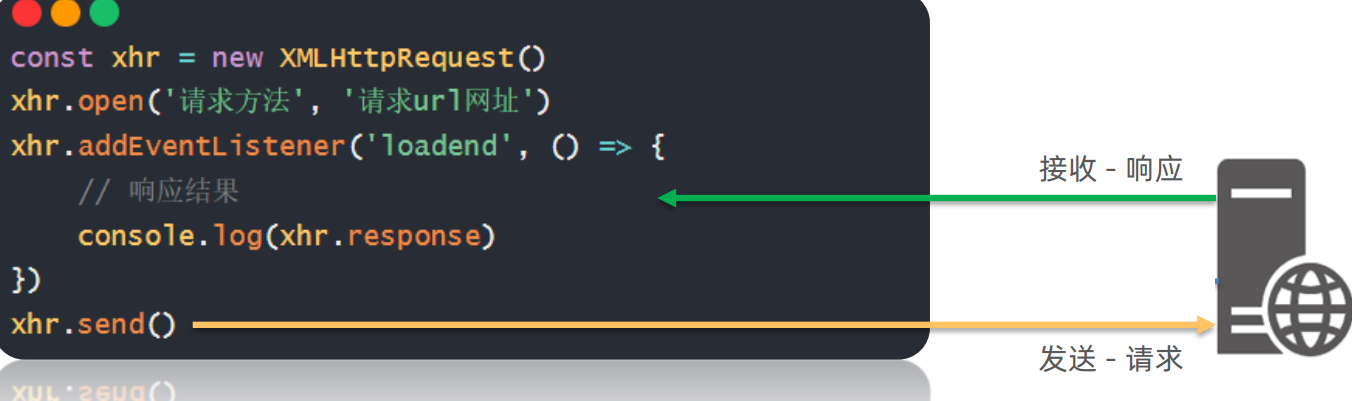 const xhr = new XMLHttpRequest()
xhr.open('请求方法', '请求url网址')
xhr.addEventListener('loadend', () => {
    // 响应结果
    console.log(xhr.response)
})
xhr.send()
接收 - 响应
发送 - 请求